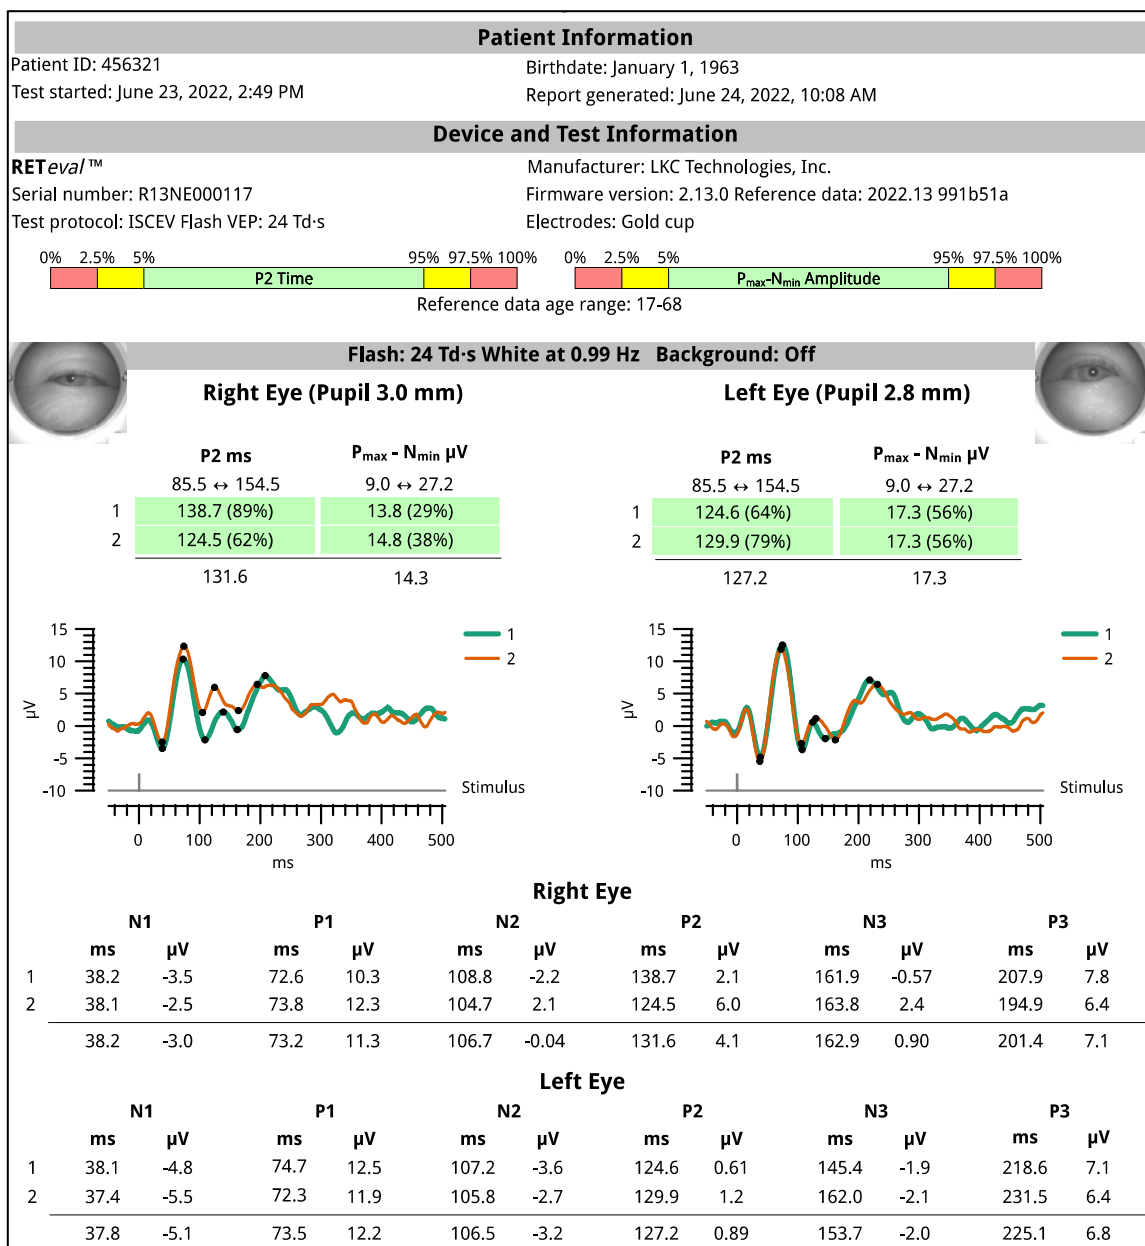 Patient Information
Patient ID: 456321 Birthdate: January 1, 1963
Test started: June 23, 2022, 2:49 PM Report generated: June 24, 2022, 10:08 AM
Device and Test Information
RETeval ™ Manufacturer: LKC Technologies, Inc.
Serial number: R13NE000117 Firmware version: 2.13.0 Reference data: 2022.13 991b51a
Test protocol: ISCEV Flash VEP: 24 Td·s Electrodes: Gold cup
0% 2.5% 5% 95% 97.5% 100% 0% 2.5% 5% 95% 97.5% 100%
P2 Time Pmax-Nmin Amplitude
Reference data age range: 17-68
Flash: 24 Td·s White at 0.99 Hz Background: Off
Right Eye (Pupil 3.0 mm) Left Eye (Pupil 2.8 mm)
P2 ms Pmax - Nmin µV P2 ms Pmax - Nmin µV
85.5 ↔ 154.5 9.0 ↔ 27.2 85.5 ↔ 154.5 9.0 ↔ 27.2
1 138.7 (89%) 13.8 (29%) 1 124.6 (64%) 17.3 (56%)
2 124.5 (62%) 14.8 (38%) 2 129.9 (79%) 17.3 (56%)
131.6 14.3 127.2 17.3
15 1 15 1
10 2 10 2
5 5
µV µV
0 0
-5 -5
-10 Stimulus -10 Stimulus
0 100 200 300 400 500 0 100 200 300 400 500
ms ms
Right Eye
N1 P1 N2 P2 N3 P3
ms µV ms µV ms µV ms µV ms µV ms µV
1 38.2 -3.5 72.6 10.3 108.8 -2.2 138.7 2.1 161.9 -0.57 207.9 7.8
2 38.1 -2.5 73.8 12.3 104.7 2.1 124.5 6.0 163.8 2.4 194.9 6.4
38.2 -3.0 73.2 11.3 106.7 -0.04 131.6 4.1 162.9 0.90 201.4 7.1
Left Eye
N1 P1 N2 P2 N3 P3
ms µV ms µV ms µV ms µV ms µV ms µV
1 38.1 -4.8 74.7 12.5 107.2 -3.6 124.6 0.61 145.4 -1.9 218.6 7.1
2 37.4 -5.5 72.3 11.9 105.8 -2.7 129.9 1.2 162.0 -2.1 231.5 6.4
37.8 -5.1 73.5 12.2 106.5 -3.2 127.2 0.89 153.7 -2.0 225.1 6.8